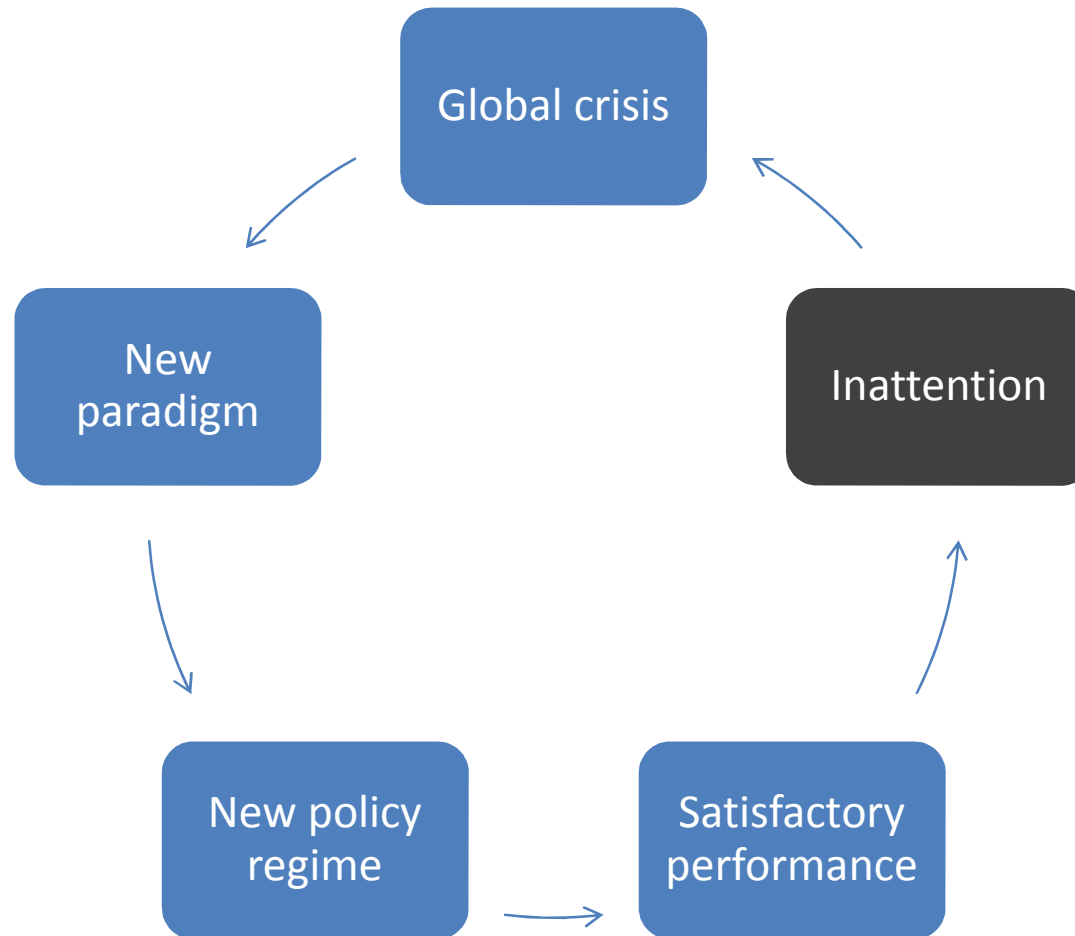 Global crisis
New
paradigm
Inattention
New policy
regime
Satisfactory
performance